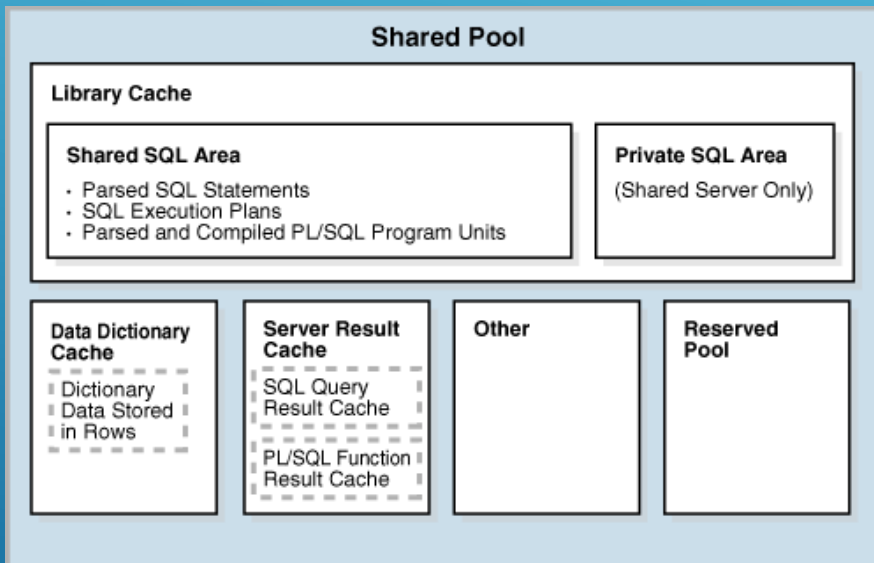 Shared Pool
Library Cache
Shared SQL Area
· Parsed SQL Statements
· SQL Execution Plans
· Parsed and Compiled PL/SQL Program Units
Private SQL Area
(Shared Server Only)
Data Dictionary
Cache
Dictionary
Data Stored
in Rows
Server Result
Cache
SQL Query
Result Cache
PL/SQL Function
Result Cache
Other
Reserved
Pool